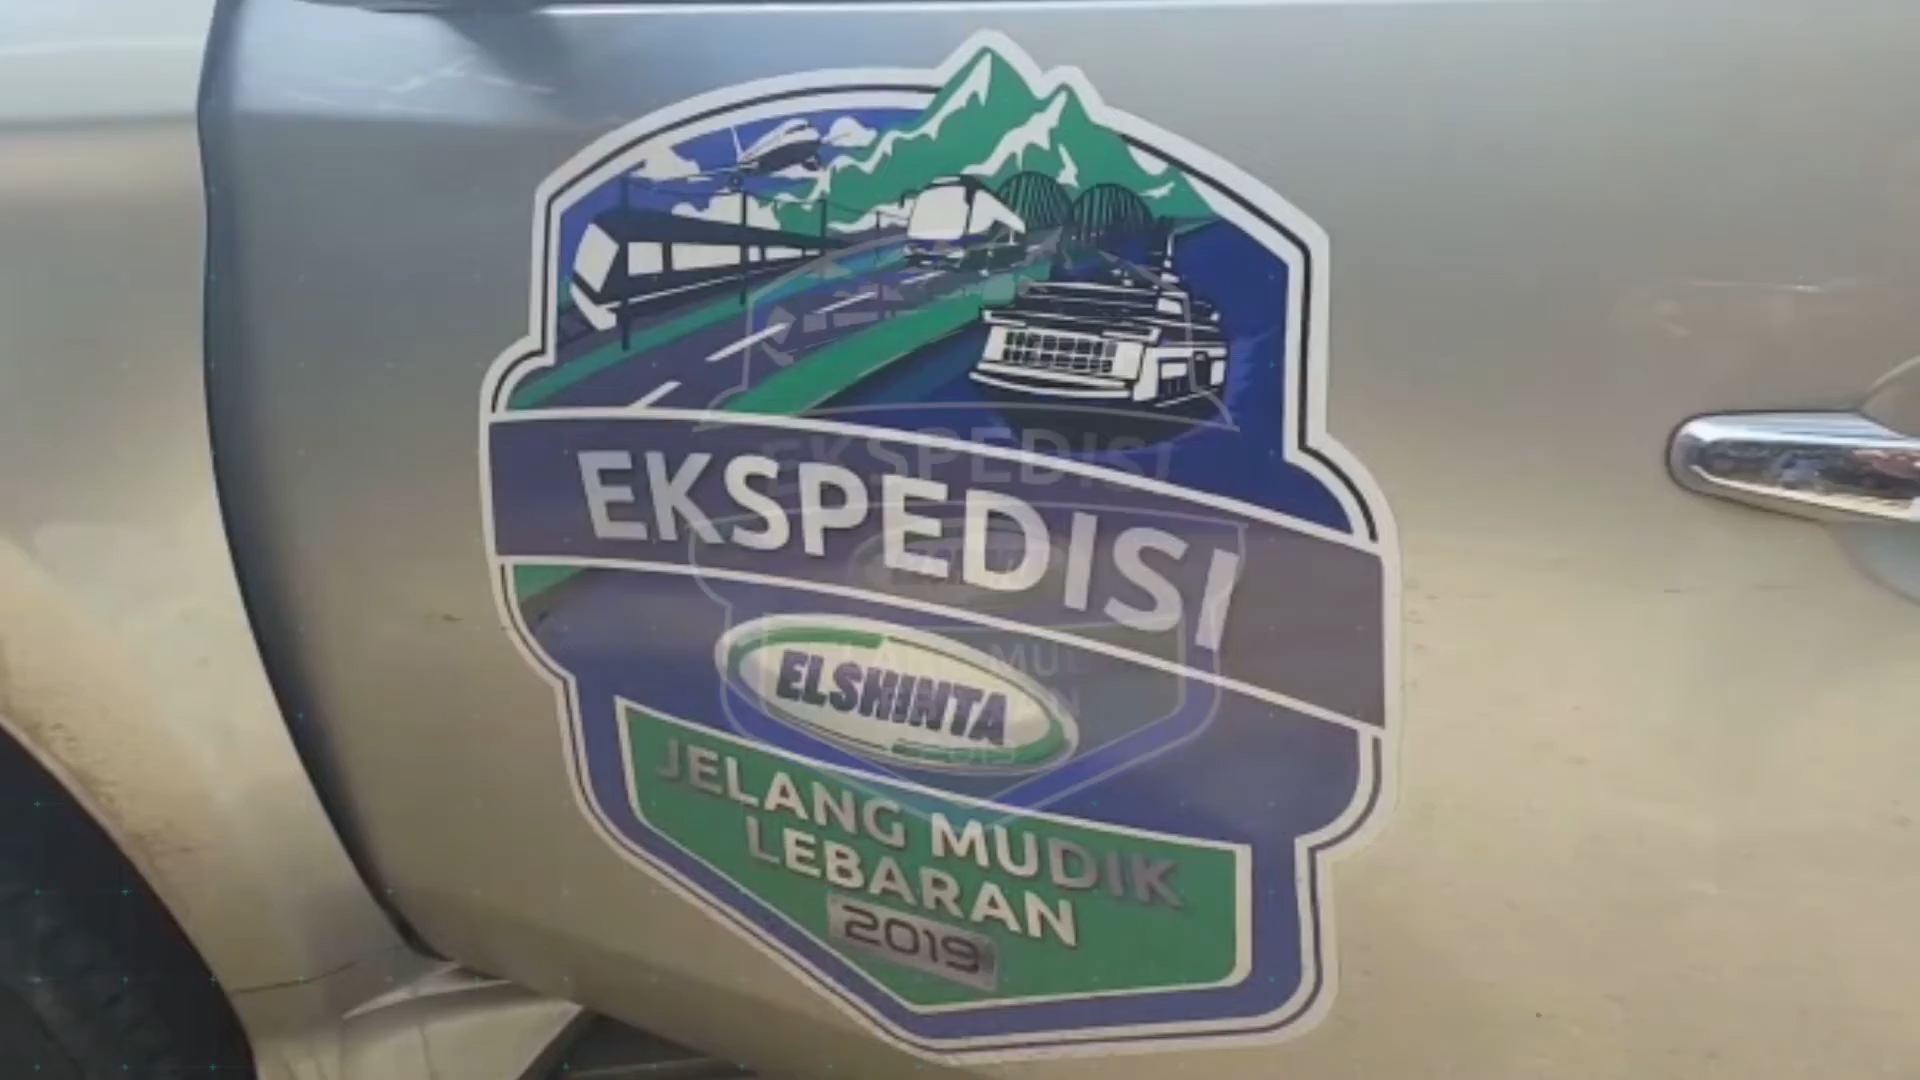 EKSPEDISI
ELSHINTA
JELANG MUDIK
LEBARAN
2019